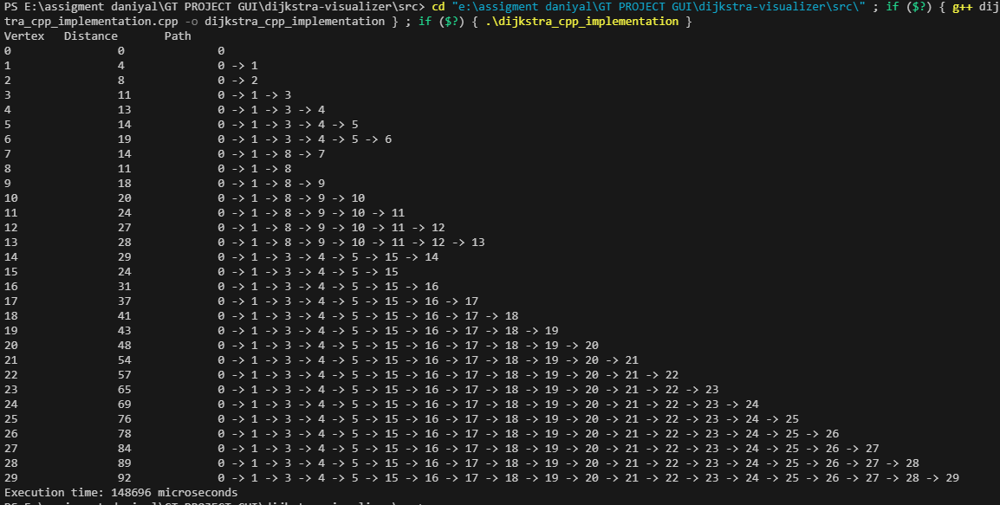 PS E:\assigment daniyal\GT PROJECT GUI\dijkstra-visualizer\src> cd "e:\assigment daniyal\GT PROJECT GUI\dijkstra-visualizer\src\" ; if ($?) { g++ dij
tra_cpp_implementation.cpp -o dijkstra_cpp_implementation } ; if ($?) { .\dijkstra_cpp_implementation }
Vertex Distance Path
0 0 0
1 4 0 -> 1
2 8 0 -> 2
3 11 0 -> 1 -> 3
4 13 0 -> 1 -> 3 -> 4
5 14 0 -> 1 -> 3 -> 4 -> 5
6 19 0 -> 1 -> 3 -> 4 -> 5 -> 6
7 14 0 -> 1 -> 8 -> 7
8 11 0 -> 1 -> 8
9 18 0 -> 1 -> 8 -> 9
10 20 0 -> 1 -> 8 -> 9 -> 10
11 24 0 -> 1 -> 8 -> 9 -> 10 -> 11
12 27 0 -> 1 -> 8 -> 9 -> 10 -> 11 -> 12
13 28 0 -> 1 -> 8 -> 9 -> 10 -> 11 -> 12 -> 13
14 29 0 -> 1 -> 3 -> 4 -> 5 -> 15 -> 14
15 24 0 -> 1 -> 3 -> 4 -> 5 -> 15
16 31 0 -> 1 -> 3 -> 4 -> 5 -> 15 -> 16
17 37 0 -> 1 -> 3 -> 4 -> 5 -> 15 -> 16 -> 17
18 41 0 -> 1 -> 3 -> 4 -> 5 -> 15 -> 16 -> 17 -> 18
19 43 0 -> 1 -> 3 -> 4 -> 5 -> 15 -> 16 -> 17 -> 18 -> 19
20 48 0 -> 1 -> 3 -> 4 -> 5 -> 15 -> 16 -> 17 -> 18 -> 19 -> 20
21 54 0 -> 1 -> 3 -> 4 -> 5 -> 15 -> 16 -> 17 -> 18 -> 19 -> 20 -> 21
22 57 0 -> 1 -> 3 -> 4 -> 5 -> 15 -> 16 -> 17 -> 18 -> 19 -> 20 -> 21 -> 22
23 65 0 -> 1 -> 3 -> 4 -> 5 -> 15 -> 16 -> 17 -> 18 -> 19 -> 20 -> 21 -> 22 -> 23
24 69 0 -> 1 -> 3 -> 4 -> 5 -> 15 -> 16 -> 17 -> 18 -> 19 -> 20 -> 21 -> 22 -> 23 -> 24
25 76 0 -> 1 -> 3 -> 4 -> 5 -> 15 -> 16 -> 17 -> 18 -> 19 -> 20 -> 21 -> 22 -> 23 -> 24 -> 25
26 78 0 -> 1 -> 3 -> 4 -> 5 -> 15 -> 16 -> 17 -> 18 -> 19 -> 20 -> 21 -> 22 -> 23 -> 24 -> 25 -> 26
27 84 0 -> 1 -> 3 -> 4 -> 5 -> 15 -> 16 -> 17 -> 18 -> 19 -> 20 -> 21 -> 22 -> 23 -> 24 -> 25 -> 26 -> 27
28 89 0 -> 1 -> 3 -> 4 -> 5 -> 15 -> 16 -> 17 -> 18 -> 19 -> 20 -> 21 -> 22 -> 23 -> 24 -> 25 -> 26 -> 27 -> 28
29 92 0 -> 1 -> 3 -> 4 -> 5 -> 15 -> 16 -> 17 -> 18 -> 19 -> 20 -> 21 -> 22 -> 23 -> 24 -> 25 -> 26 -> 27 -> 28 -> 29
Execution time: 148696 microseconds